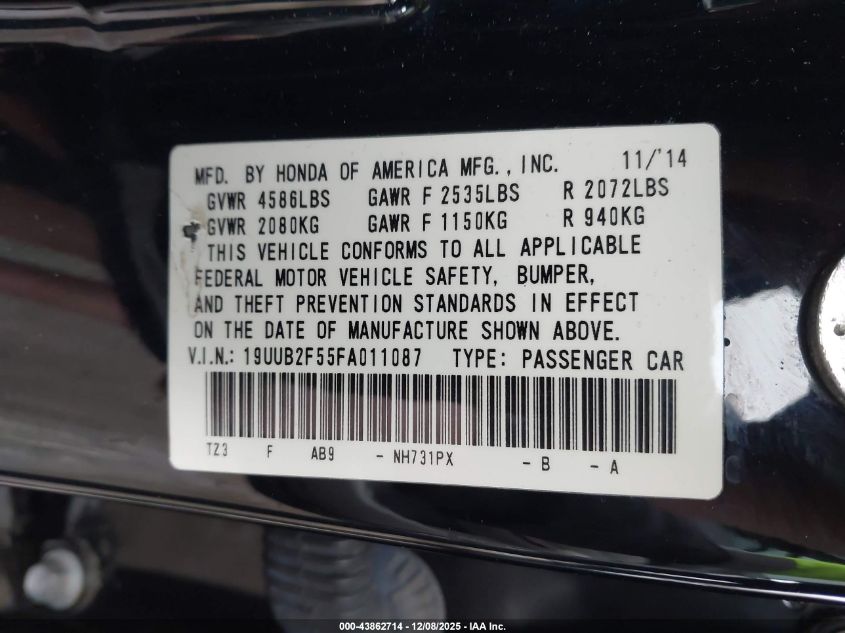 MFD. BY HONDA OF AMERICA MFG., INC. 11/'14
GVWR 4586LBS GAWR F 2535LBS R 2072LBS
GVWR 2080KG GAWR F 1150KG R 940KG
THIS VEHICLE CONFORMS TO ALL APPLICABLE
FEDERAL MOTOR VEHICLE SAFETY, BUMPER,
AND THEFT PREVENTION STANDARDS IN EFFECT
ON THE DATE OF MANUFACTURE SHOWN ABOVE.
V.I.N.: 19UUB2F55FA011087 TYPE: PASSENGER CAR
TZ3 F AB9 - NH731PX - B - A
000-43862714 - 12/08/2025 - IAA Inc.